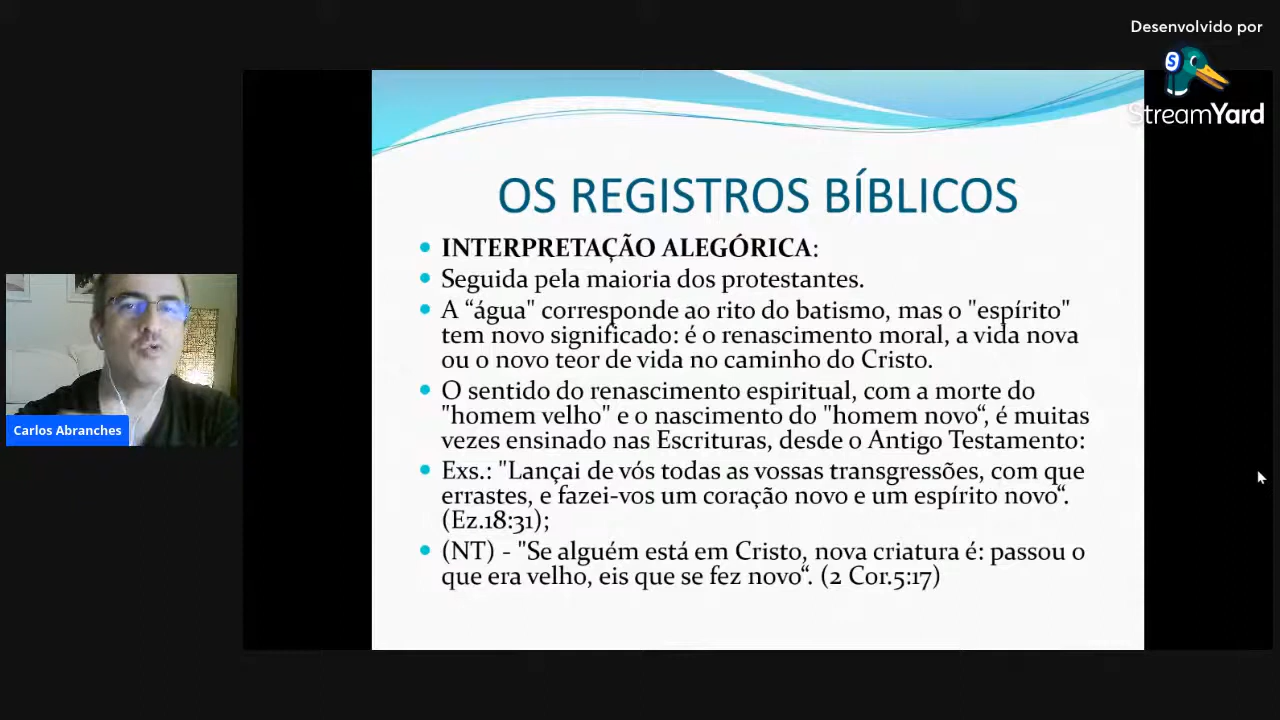 Desenvolvido por
S
StreamYard
OS REGISTROS BÍBLICOS
INTERPRETAÇÃO ALEGÓRICA:
Seguida pela maioria dos protestantes.
A “água" corresponde ao rito do batismo, mas o "espírito"
tem novo significado: é o renascimento moral, a vida nova
ou o novo teor de vida no caminho do Cristo.
O sentido do renascimento espiritual, com a morte do
"homem velho" e o nascimento do "homem novo“, é muitas
vezes ensinado nas Escrituras, desde o Antigo Testamento:
Exs.: "Lançai de vós todas as vossas transgressões, com que
errastes, e fazei-vos um coração novo e um espírito novo“.
(Ez.18:31);
(NT) - "Se alguém está em Cristo, nova criatura é: passou o
que era velho, eis que se fez novo“. (2 Cor.5:17)
Carlos Abranches